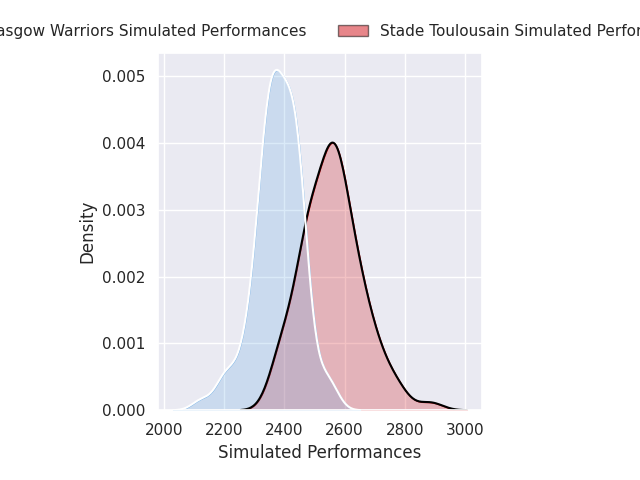 asgow Warriors Simulated Performances Stade Toulousain Simulated Perfor
0.005
0.004
0.003
0.002
0.001
0.000
Density
2000 2200 2400 2600 2800 3000
Simulated Performances